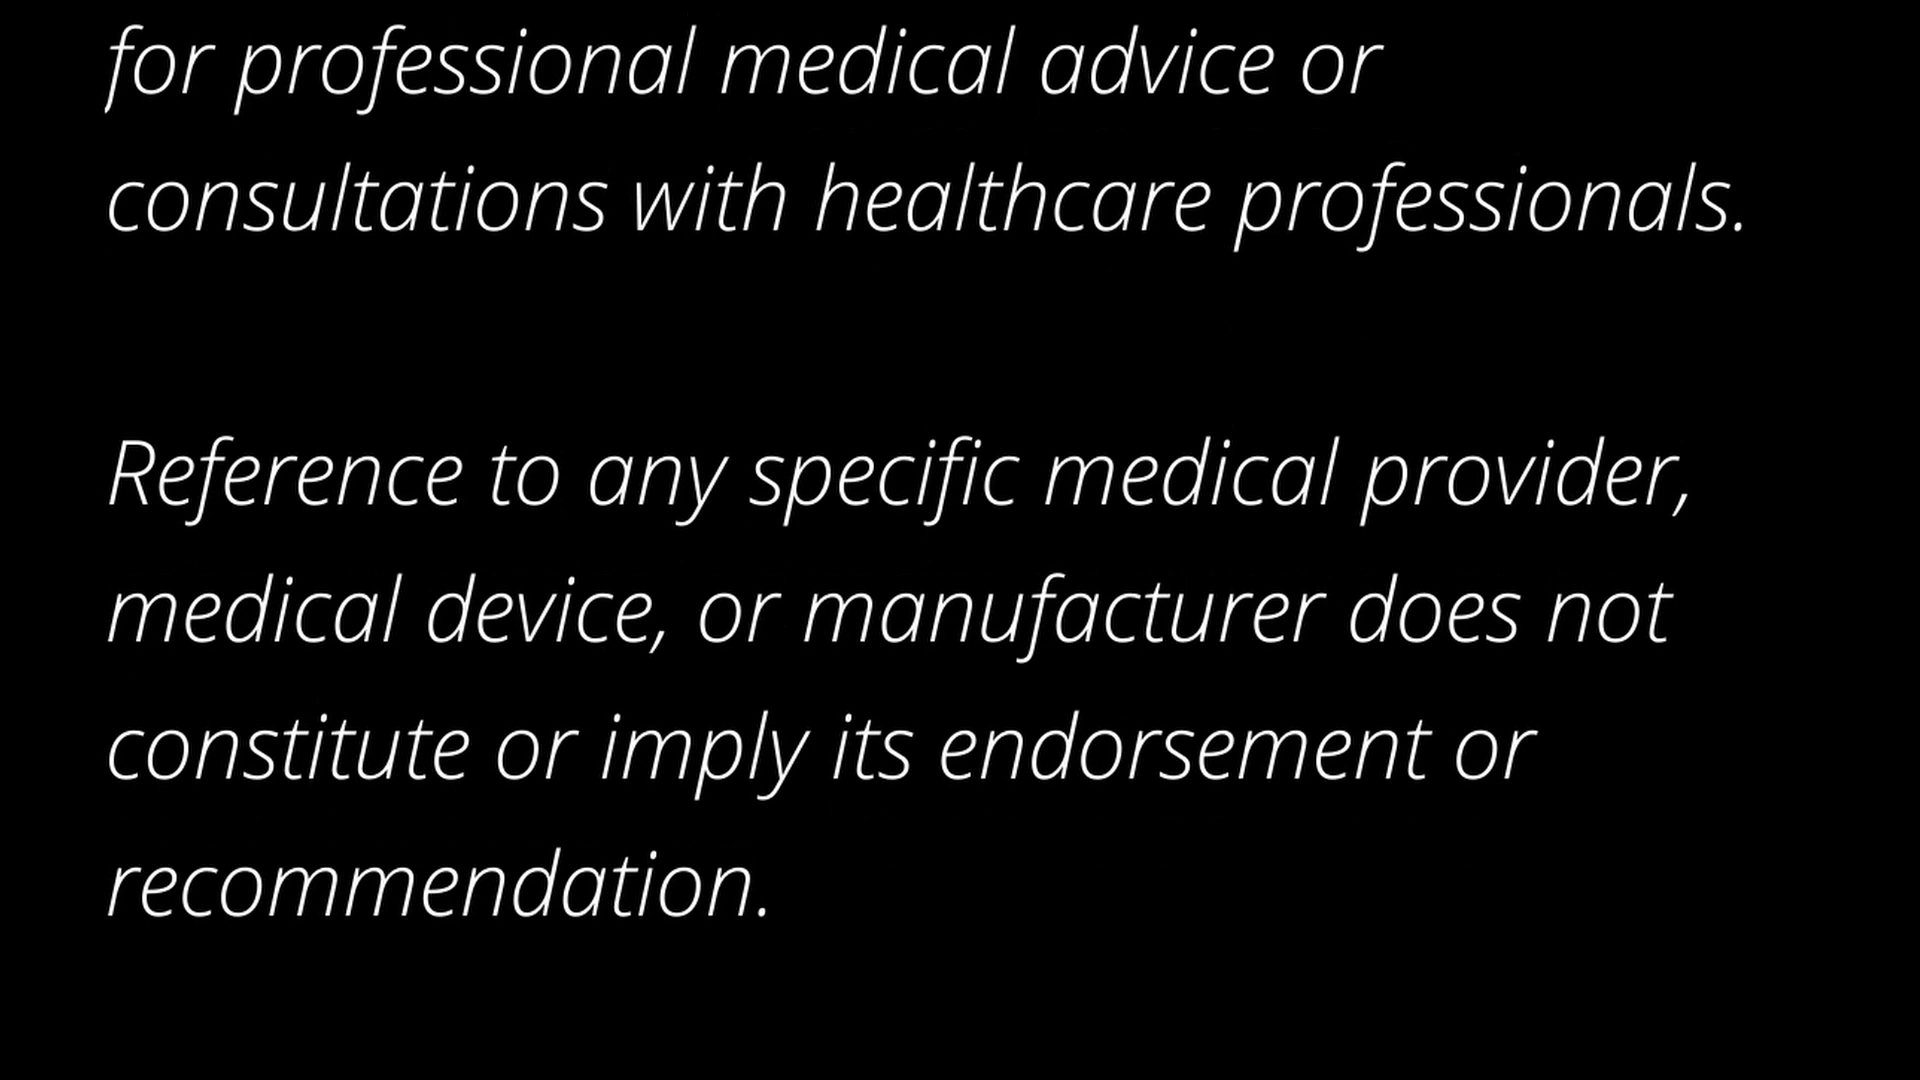 for professional medical advice or
consultations with healthcare professionals.
Reference to any specific medical provider,
medical device, or manufacturer does not
constitute or imply its endorsement or
recommendation.